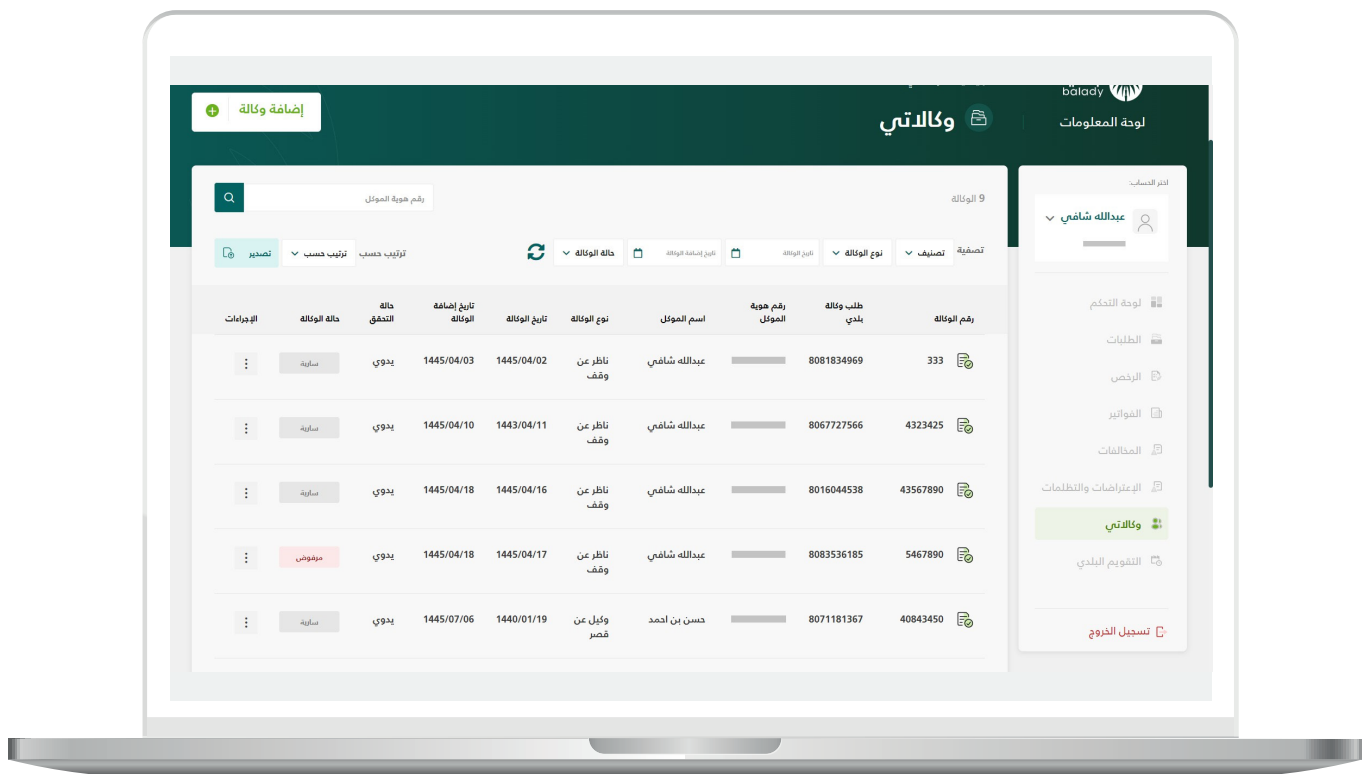 balady
لوحة المعلومات
وكالاتي
إضافة وكالة
اختر الحساب:
عبدالله شافي
لوحة التحكم
الطلبات
الرخص
الفواتير
المخالفات
الإعتراضات والتظلمات
وكالاتي
التقويم البلدي
تسجيل الخروج
9 الوكالة
رقم هوية الموكل
تصفية تصنيف نوع الوكالة تاريخ الوكالة تاريخ إضافة الوكالة حالة الوكالة ترتيب حسب ترتيب حسب تصدير
رقم الوكالة طلب وكالة بلدي رقم هوية الموكل اسم الموكل نوع الوكالة تاريخ الوكالة تاريخ إضافة الوكالة حالة التحقق حالة الوكالة الإجراءات
333 8081834969 عبدالله شافي ناظر عن وقف 1445/04/02 1445/04/03 يدوي سارية
4323425 8067727566 عبدالله شافي ناظر عن وقف 1443/04/11 1445/04/10 يدوي سارية
43567890 8016044538 عبدالله شافي ناظر عن وقف 1445/04/16 1445/04/18 يدوي سارية
5467890 8083536185 عبدالله شافي ناظر عن وقف 1445/04/17 1445/04/18 يدوي مرفوض
40843450 8071181367 حسن بن احمد وكيل عن قصر 1440/01/19 1445/07/06 يدوي سارية